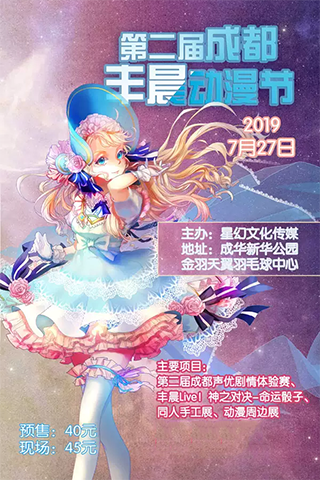 第二届成都
丰晨动漫节
2019
7月27日
主办：星幻文化传媒
地址：成华新华公园
金羽天翼羽毛球中心
主要项目：
第二届成都声优剧情体验赛、
丰晨Live！神之对决-命运骰子、
同人手工展、动漫周边展
预售：40元
现场：45元